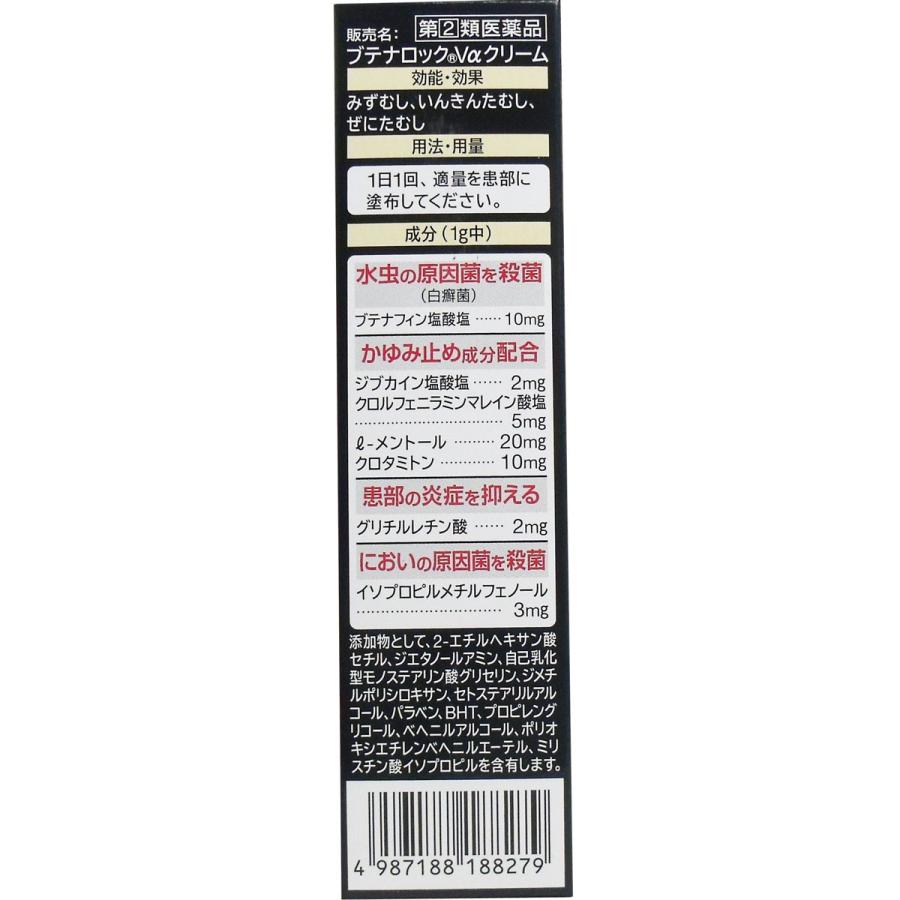 販売名： 指②類医薬品
ブテナロック®Vαクリーム
効能・効果
みずむし、いんきんたむし、
ぜにたむし
用法・用量
1日1回、適量を患部に
塗布してください。
成分（1g中）
水虫の原因菌を殺菌
（白癬菌）
ブテナフィン塩酸塩 …… 10mg
かゆみ止め成分配合
ジブカイン塩酸塩 …… 2mg
クロルフェニラミンマレイン酸塩
…………………………… 5mg
ℓ-メントール ……… 20mg
クロタミトン ………… 10mg
患部の炎症を抑える
グリチルレチン酸 …… 2mg
においの原因菌を殺菌
イソプロピルメチルフェノール
…………………………… 3mg
添加物として、2-エチルヘキサン酸
セチル、ジエタノールアミン、自己乳化
型モノステアリン酸グリセリン、ジメチ
ルポリシロキサン、セトステアリルアル
コール、パラベン、BHT、プロピレング
リコール、ベヘニルアルコール、ポリオ
キシエチレンベヘニルエーテル、ミリ
スチン酸イソプロピルを含有します。
4 987188 188279